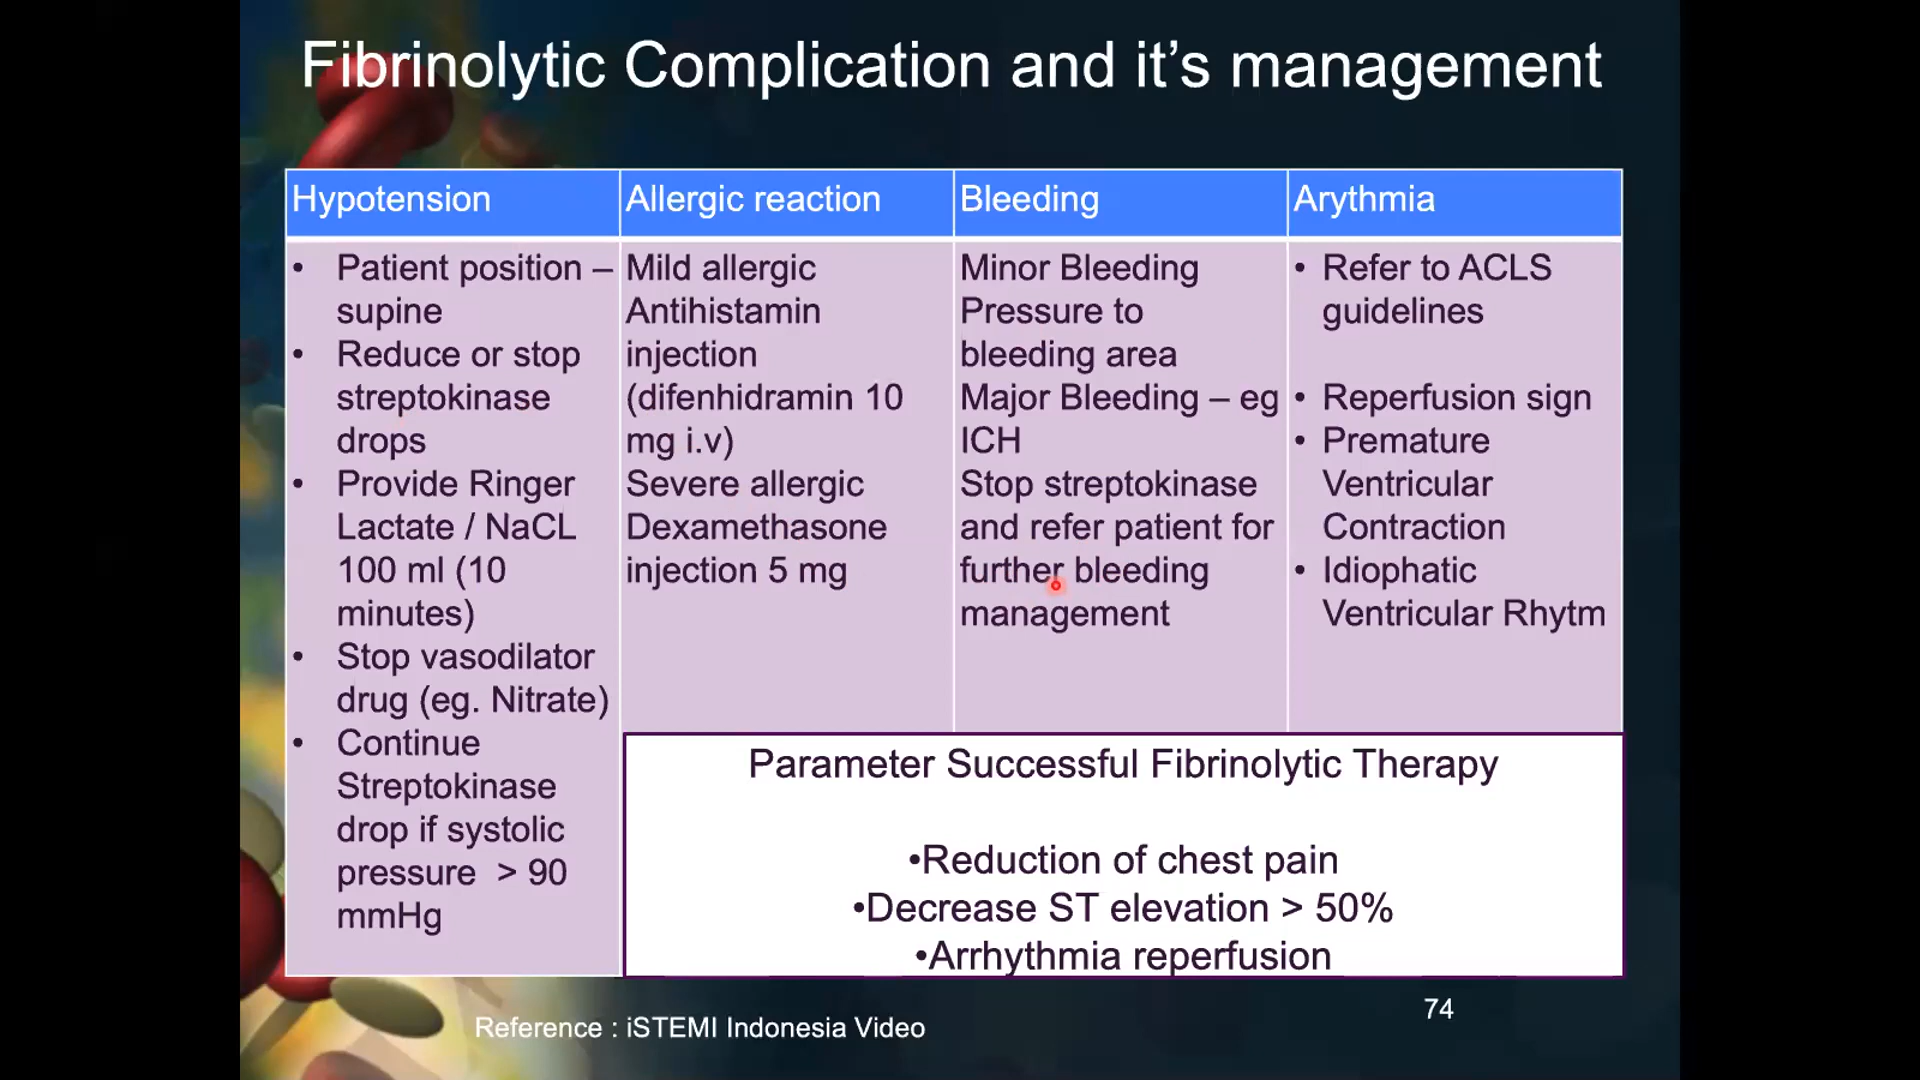 Fibrinolytic Complication and it's management
Hypotension
Allergic reaction
Bleeding
Arythmia
• Patient position –
supine
• Reduce or stop
streptokinase
drops
• Provide Ringer
Lactate / NaCL
100 ml (10
minutes)
• Stop vasodilator
drug (eg. Nitrate)
• Continue
Streptokinase
drop if systolic
pressure > 90
mmHg
Mild allergic
Antihistamin
injection
(difenhidramin 10
mg i.v)
Severe allergic
Dexamethasone
injection 5 mg
Minor Bleeding
Pressure to
bleeding area
Major Bleeding – eg
ICH
Stop streptokinase
and refer patient for
further bleeding
management
• Refer to ACLS
guidelines
• Reperfusion sign
• Premature
Ventricular
Contraction
• Idiophatic
Ventricular Rhytm
Parameter Successful Fibrinolytic Therapy
•Reduction of chest pain
•Decrease ST elevation > 50%
•Arrhythmia reperfusion
74
Reference : iSTEMI Indonesia Video